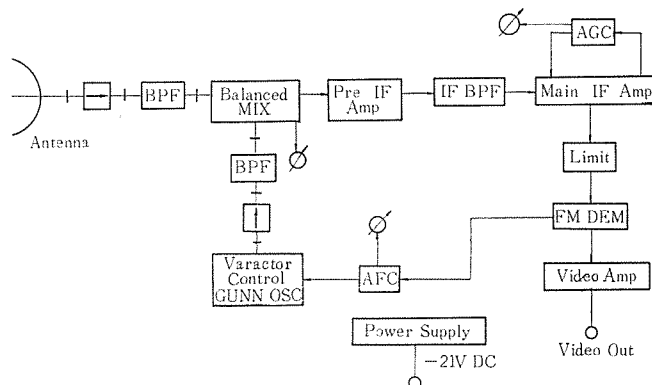 AGC
BPF
Balanced
MIX
Pre IF
Amp
IF BPF
Main IF Amp
Antenna
BPF
Limit
FM DEM
Varactor
Control
GUNN OSC
AFC
Video Amp
Power Supply
-21V DC
Video Out